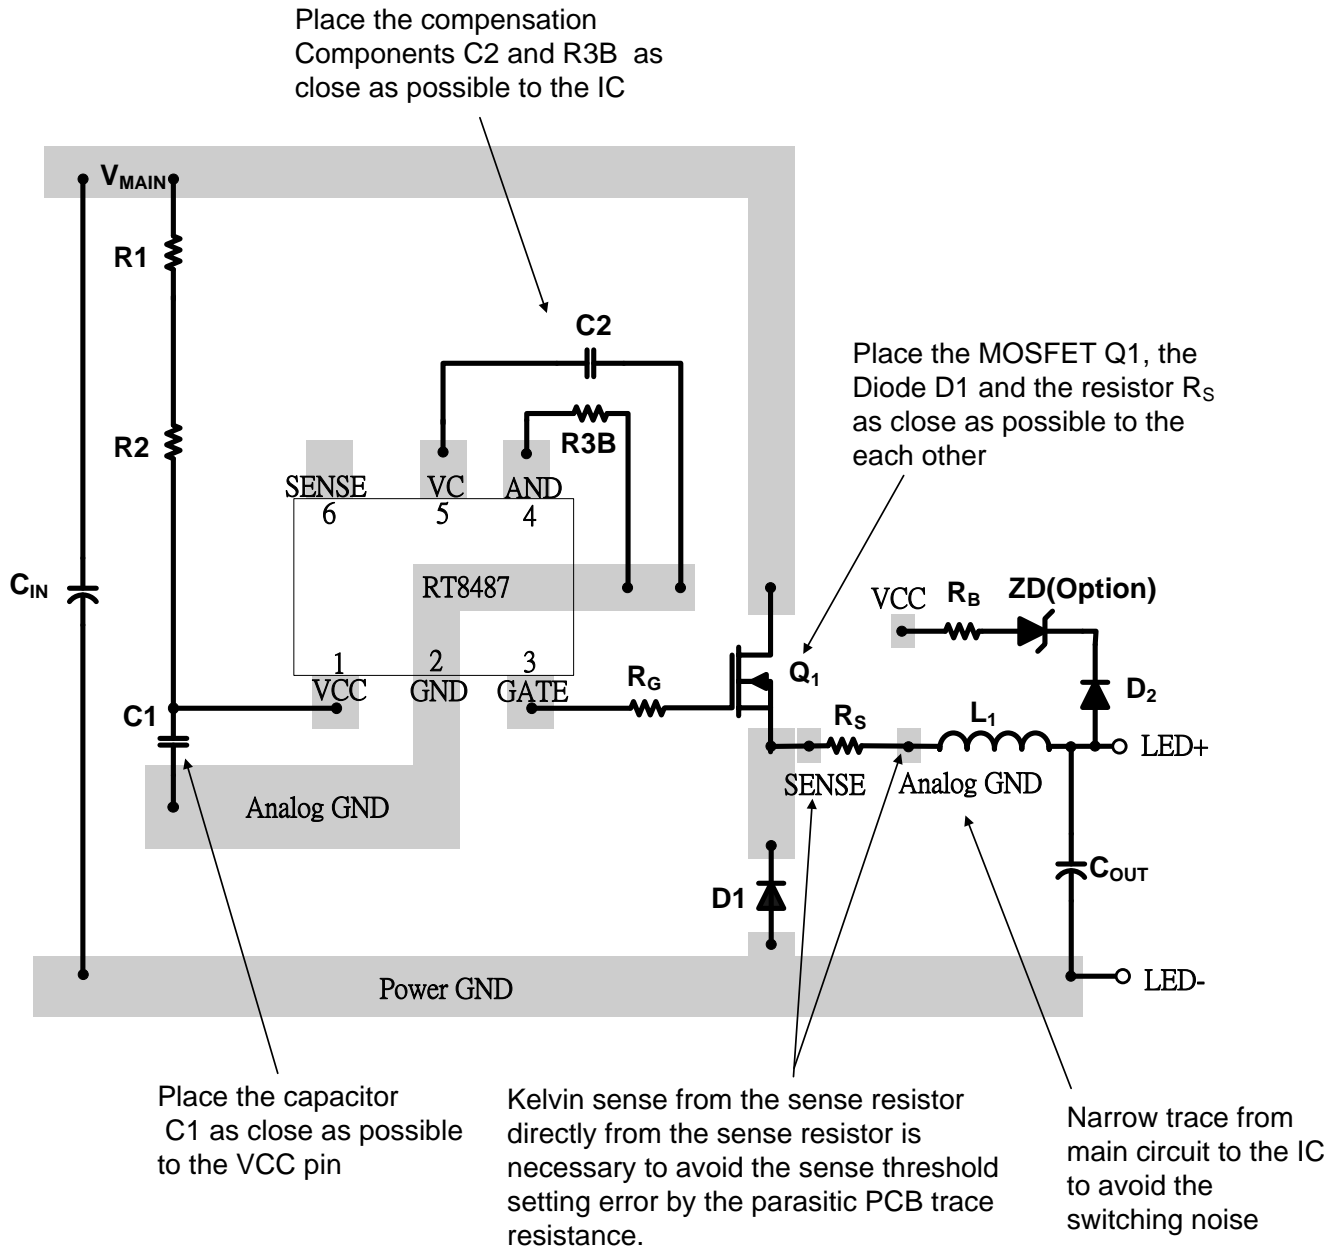 Place the compensation
Components C2 and R3B as
close as possible to the IC
VMAIN
R1
C2
Place the MOSFET Q1, the
Diode D1 and the resistor RS
as close as possible to the
each other
R2
R3B
SENSE
VC
AND
6
5
4
CIN
RT8487
VCC
RB
ZD(Option)
1
2
3
VCC
GND
GATE
RG
Q1
D2
C1
RS
L1
LED+
SENSE
Analog GND
Analog GND
COUT
D1
Power GND
LED-
Place the capacitor
C1 as close as possible
to the VCC pin
Kelvin sense from the sense resistor
directly from the sense resistor is
necessary to avoid the sense threshold
setting error by the parasitic PCB trace
resistance.
Narrow trace from
main circuit to the IC
to avoid the
switching noise